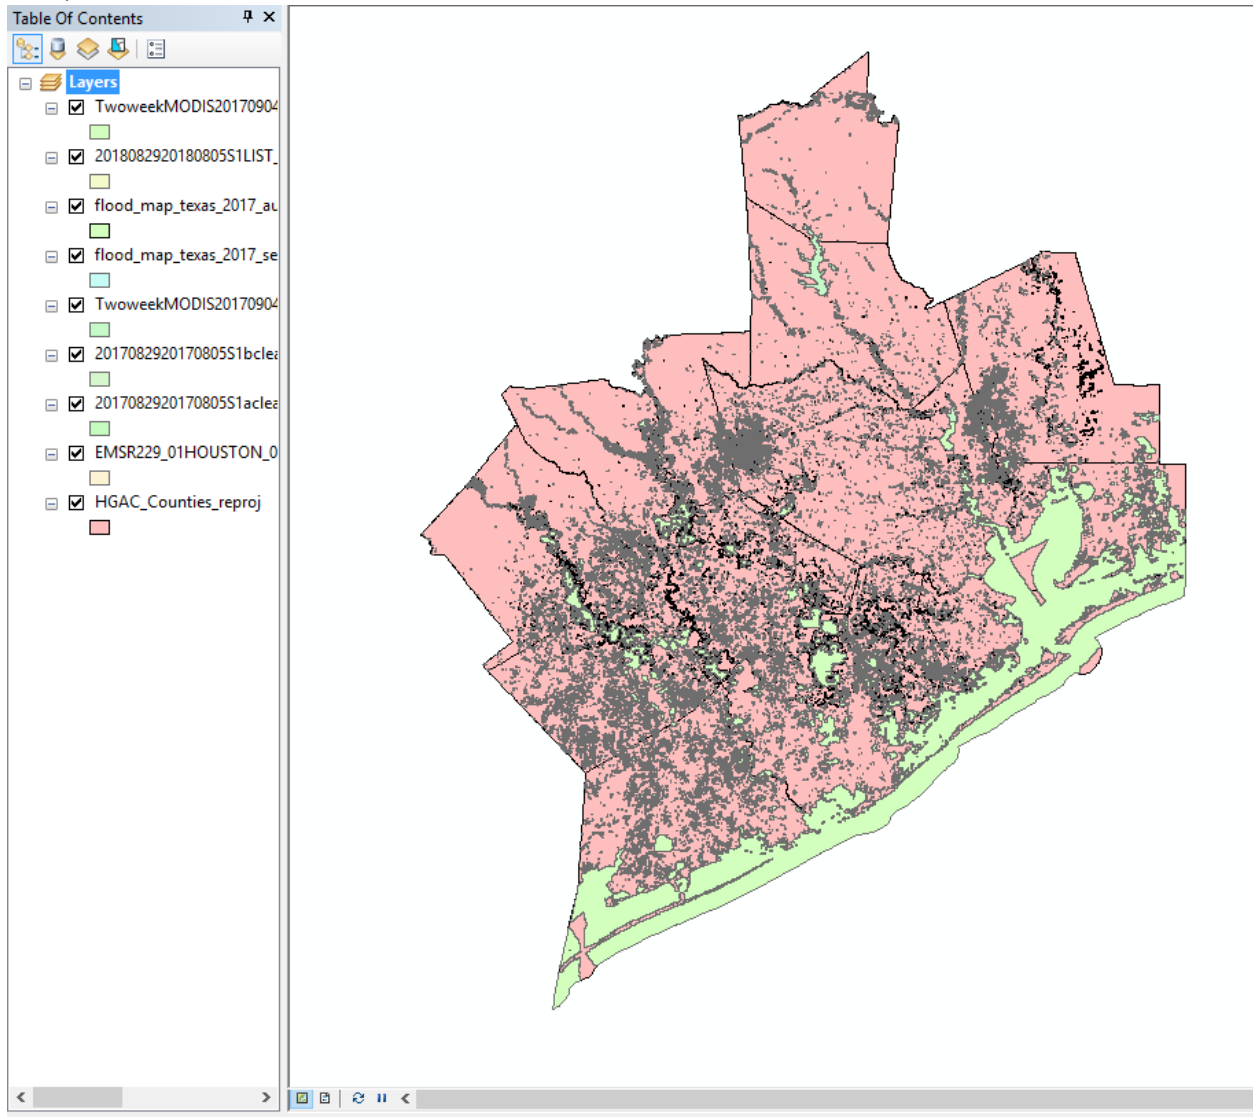 Table Of Contents
Layers
TwoweekMODIS20170904
2018082920180805S1LIST_
flood_map_texas_2017_au
flood_map_texas_2017_se
TwoweekMODIS20170904
2017082920170805S1bclea
2017082920170805S1aclea
EMSR229_01HOUSTON_0
HGAC_Counties_reproj